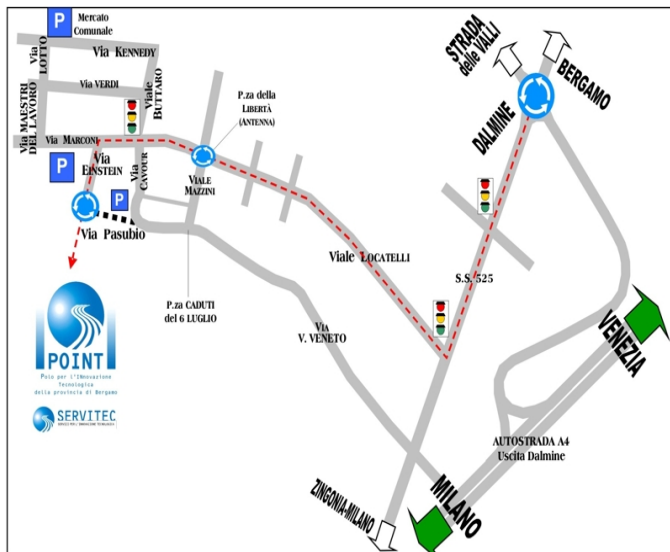 P
Mercato
Comunale
Via
LOTTO
Via KENNEDY
Via VERDI
Viale
BUTTARO
Via MAESTRI
DEL LAVORO
Via MARCONI
P
Via
EINSTEIN
P
Via
CAVOUR
Via Pasubio
P.za della
LIBERTÀ
(ANTENNA)
VIALE
MAZZINI
P.za CADUTI
del 6 LUGLIO
Viale LOCATELLI
VIA
V. VENETO
S.S. 525
STRADA
delle VALLI
BERGAMO
DALMINE
VENEZIA
AUTOSTRADA A4
Uscita Dalmine
MILANO
ZINGONIA-MILANO
POINT
Polo per l'INnovazione
Tecnologica
della provincia di Bergamo
SERVITEC